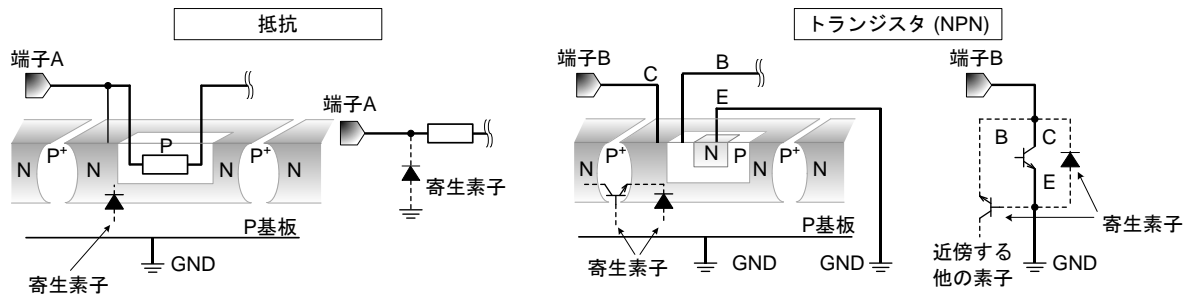 抵抗
端子A
P
N
P+
N
N
P+
N
P基板
GND
寄生素子
端子A
寄生素子
トランジスタ (NPN)
端子B
C
B
E
N
P+
N
N
P
N
P+
N
P基板
寄生素子
GND
GND
端子B
B
C
E
寄生素子
近傍する
他の素子
GND